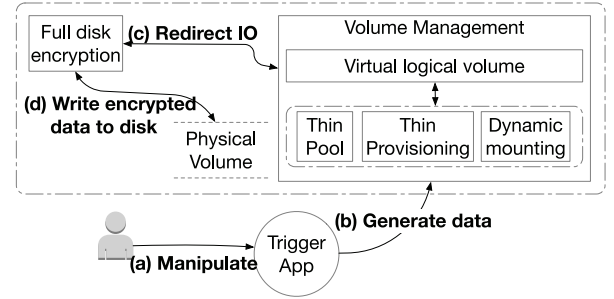 Full disk
encryption
(c) Redirect IO
Volume Management
Virtual logical volume
(d) Write encrypted
data to disk
Physical
Volume
Thin
Pool
Thin
Provisioning
Dynamic
mounting
(b) Generate data
(a) Manipulate
Trigger
App